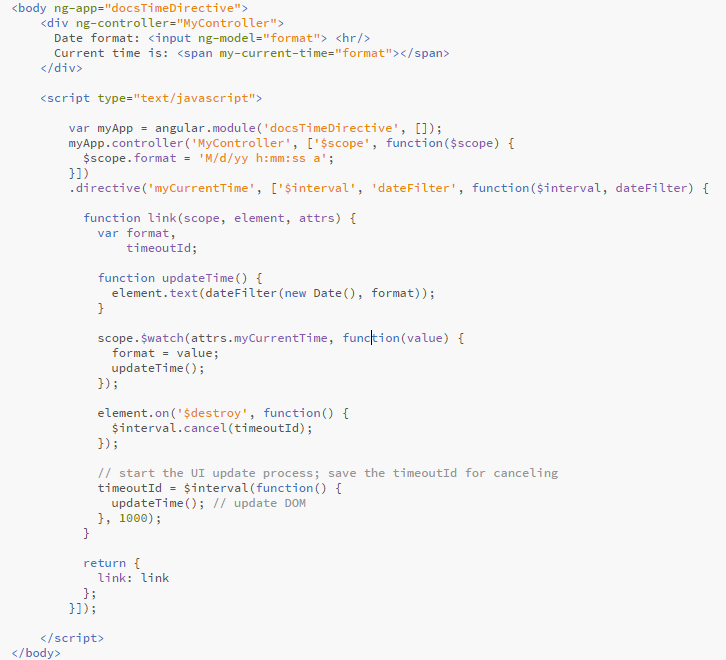 <body ng-app="docsTimeDirective">
    <div ng-controller="MyController">
      Date format: <input ng-model="format"> <hr/>
      Current time is: <span my-current-time="format"></span>
    </div>

    <script type="text/javascript">

        var myApp = angular.module('docsTimeDirective', []);
        myApp.controller('MyController', ['$scope', function($scope) {
          $scope.format = 'M/d/yy h:mm:ss a';
        }])
        .directive('myCurrentTime', ['$interval', 'dateFilter', function($interval, dateFilter) {

          function link(scope, element, attrs) {
            var format,
                timeoutId;

            function updateTime() {
              element.text(dateFilter(new Date(), format));
            }

            scope.$watch(attrs.myCurrentTime, function(value) {
              format = value;
              updateTime();
            });

            element.on('$destroy', function() {
              $interval.cancel(timeoutId);
            });

            // start the UI update process; save the timeoutId for canceling
            timeoutId = $interval(function() {
              updateTime(); // update DOM
            }, 1000);
          }

          return {
            link: link
          };
        }]);

    </script>
</body>